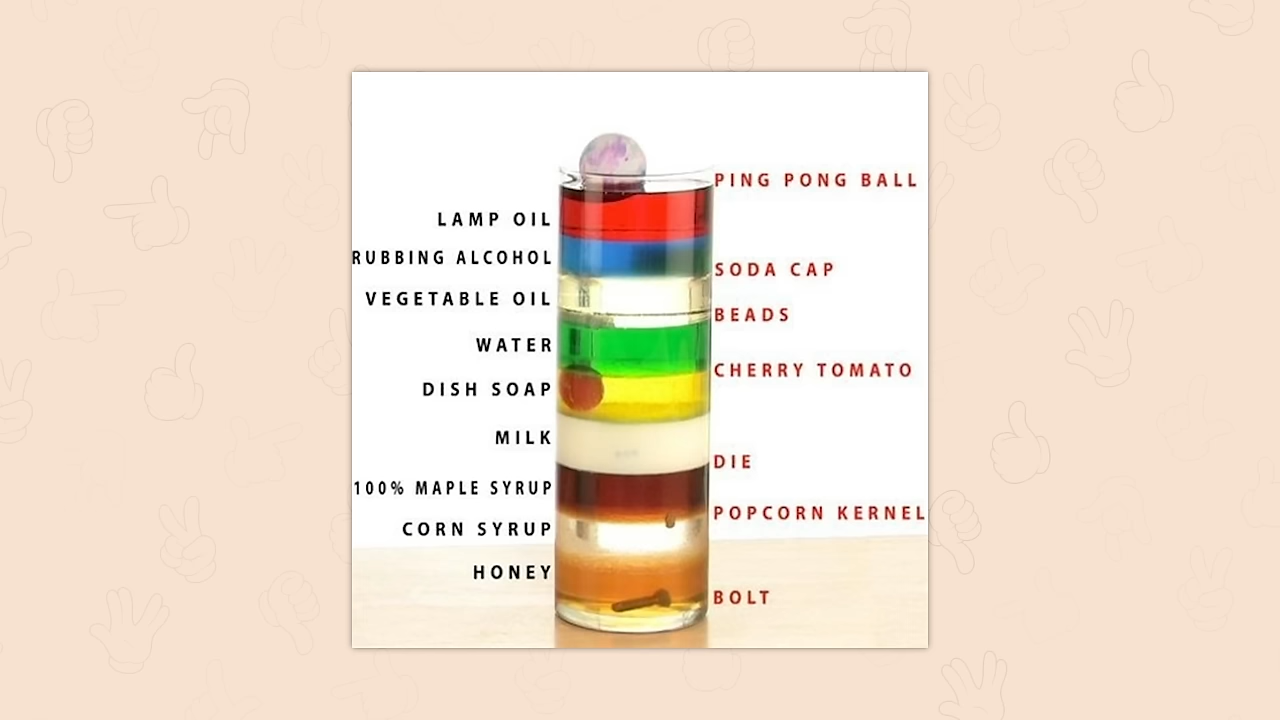 PING PONG BALL
LAMP OIL
RUBBING ALCOHOL
SODA CAP
VEGETABLE OIL
BEADS
WATER
CHERRY TOMATO
DISH SOAP
MILK
DIE
100% MAPLE SYRUP
POPCORN KERNEL
CORN SYRUP
HONEY
BOLT